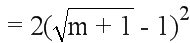 = 2(√m + 1 - 1)²